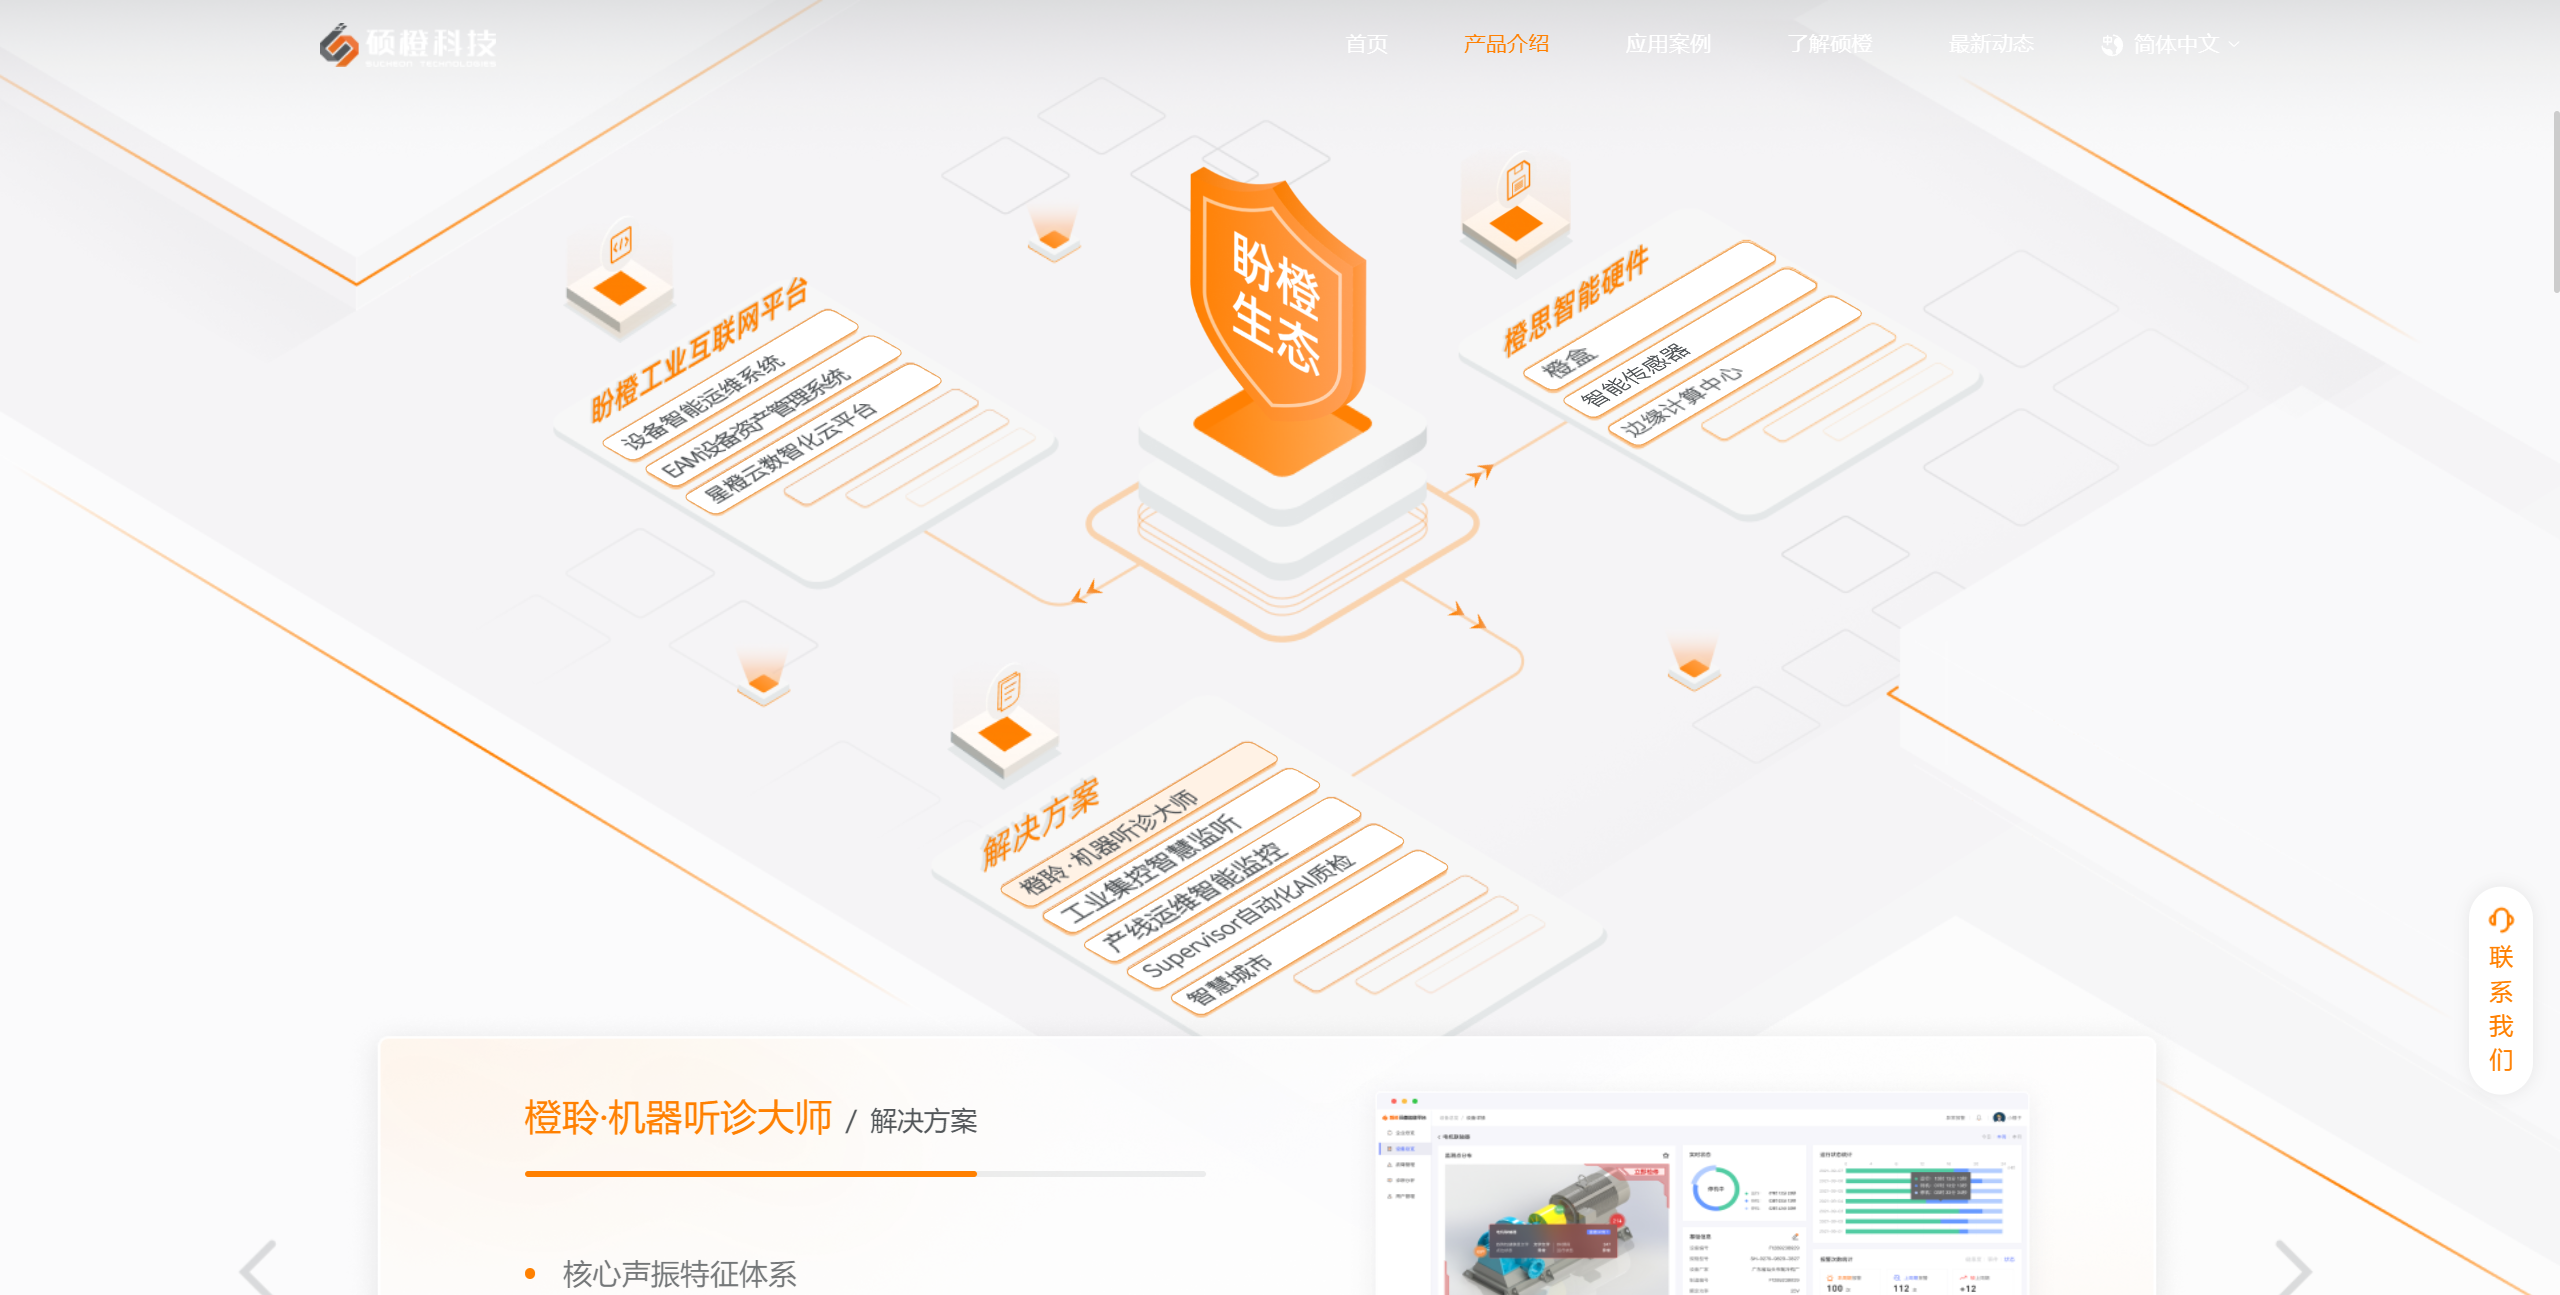 硕橙科技
首页
产品介绍
应用案例
了解硕橙
最新动态
简体中文
盼橙
生态
盼橙工业互联网平台
设备智能运维系统
EAM设备资产管理系统
星橙云数智化云平台
橙思智能硬件
橙盒
智能传感器
边缘计算中心
解决方案
橙聆·机器听诊大师
工业集控智慧监听
产线运维智能监控
Supervisor自动化AI质检
智慧城市
联
系
我
们
橙聆·机器听诊大师 / 解决方案
核心声振特征体系
立即检修
100
112
+12